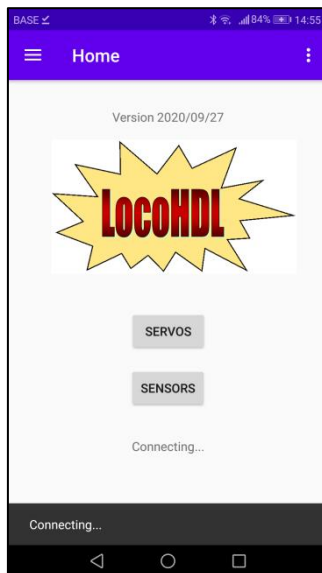 BASE 84% 14:55
Home
Version 2020/09/27
LocoHDL
SERVOS
SENSORS
Connecting...
Connecting...